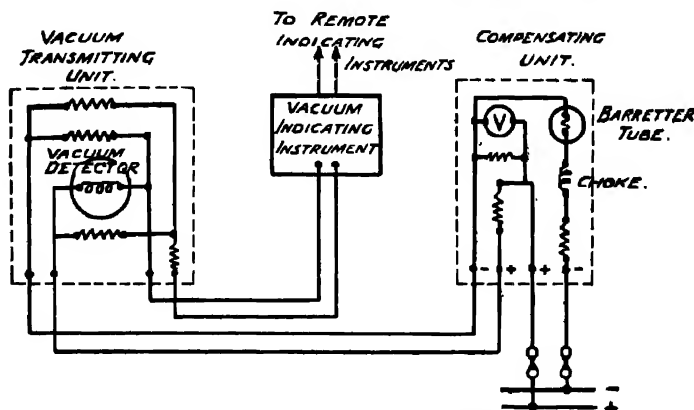 VACUUM
TRANSMITTING
UNIT.
VACUUM
DETECTOR
TO REMOTE
INDICATING
INSTRUMENTS
VACUUM
INDICATING
INSTRUMENT
COMPENSATING
UNIT.
V
BARRETTER
TUBE.
CHOKE.
- + + -
-
+